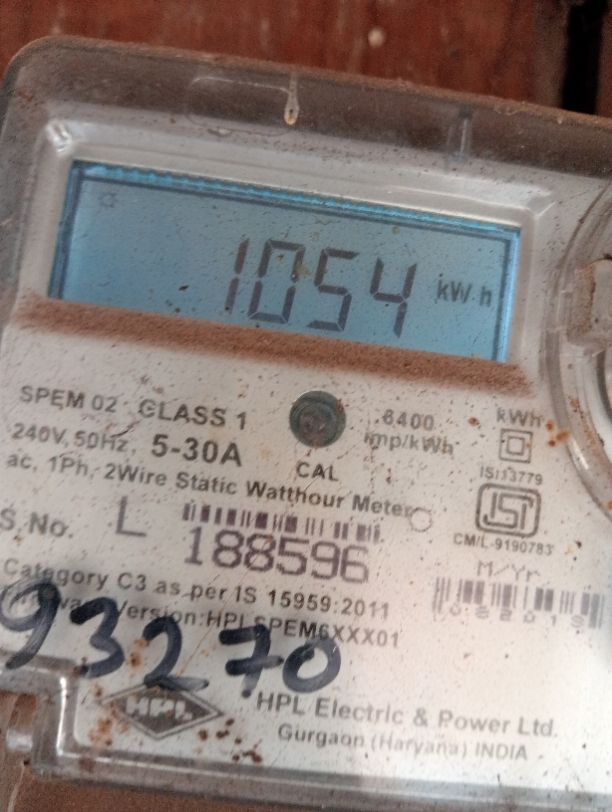 1054 kWh
SPEM 02 CLASS 1
240V, 50Hz, 5-30A
CAL
6400
imp/kWh
kWh
IS:13779
ac, 1Ph, 2Wire Static Watthour Meter
ISI
CM/L-9190783
S.No. L 188596
M/Yr.
Category C3 as per IS 15959:2011
Version:HPLSPEM6XXX01
93270
HPL
HPL Electric & Power Ltd.
Gurgaon (Haryana) INDIA